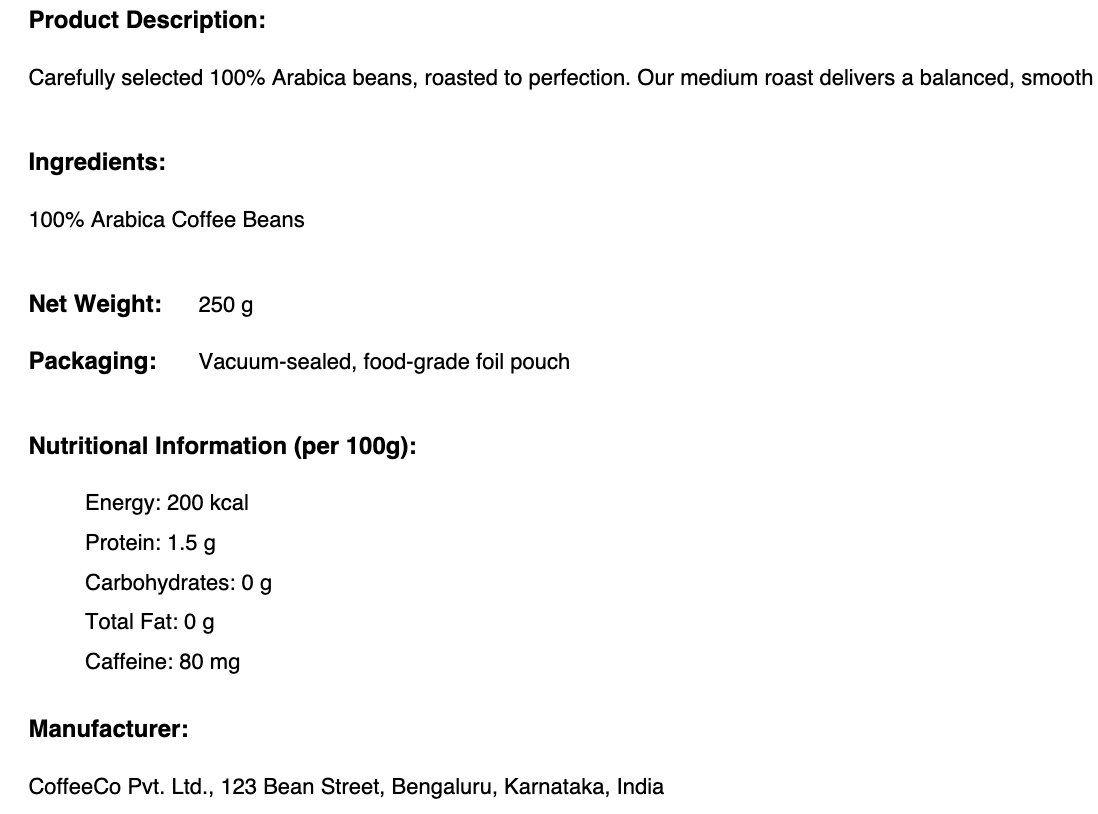 Product Description:
Carefully selected 100% Arabica beans, roasted to perfection. Our medium roast delivers a balanced, smooth
Ingredients:
100% Arabica Coffee Beans
Net Weight: 250 g
Packaging: Vacuum-sealed, food-grade foil pouch
Nutritional Information (per 100g):
Energy: 200 kcal
Protein: 1.5 g
Carbohydrates: 0 g
Total Fat: 0 g
Caffeine: 80 mg
Manufacturer:
CoffeeCo Pvt. Ltd., 123 Bean Street, Bengaluru, Karnataka, India